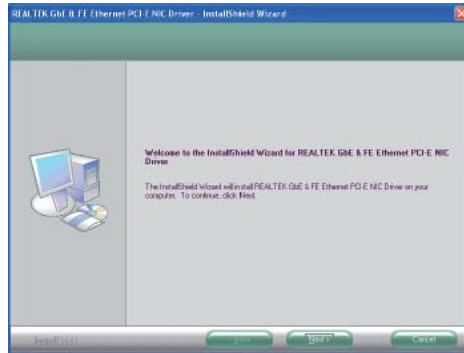 REALTEK GbE & FE Ethernet PCI-E NIC Driver - InstallShield Wizard
Welcome to the InstallShield Wizard for REALTEK GbE & FE Ethernet PCI-E NIC
Driver
The InstallShield Wizard will install REALTEK GbE & FE Ethernet PCI-E NIC Driver on your
computer. To continue, click Next.
InstallShield
Next >
Cancel